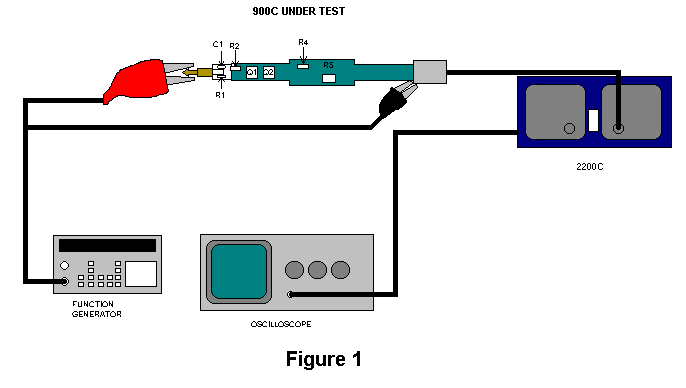 900C UNDER TEST
C1
R2
R4
Q1
Q2
R5
R1
2200C
FUNCTION
GENERATOR
OSCILLOSCOPE
Figure 1